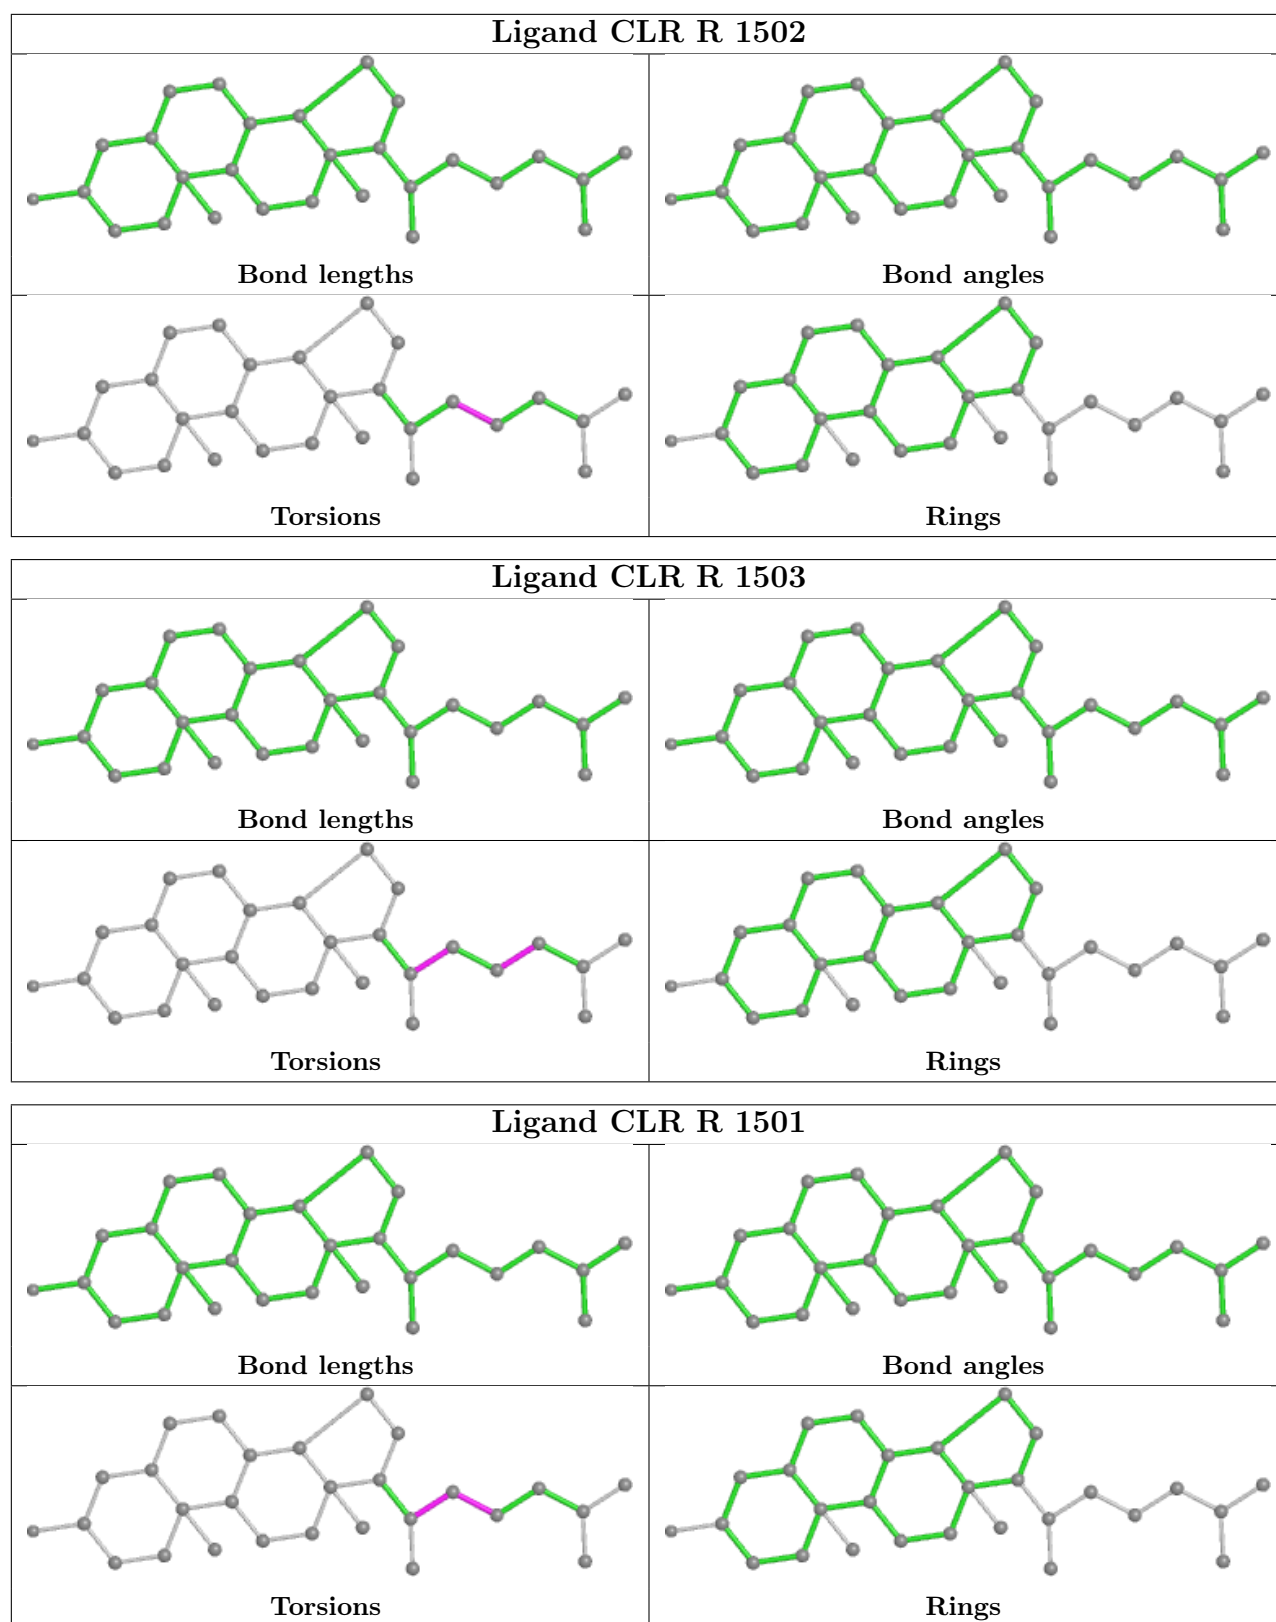 Ligand CLR R 1502
Bond lengths
Bond angles
Torsions
Rings
Ligand CLR R 1503
Bond lengths
Bond angles
Torsions
Rings
Ligand CLR R 1501
Bond lengths
Bond angles
Torsions
Rings